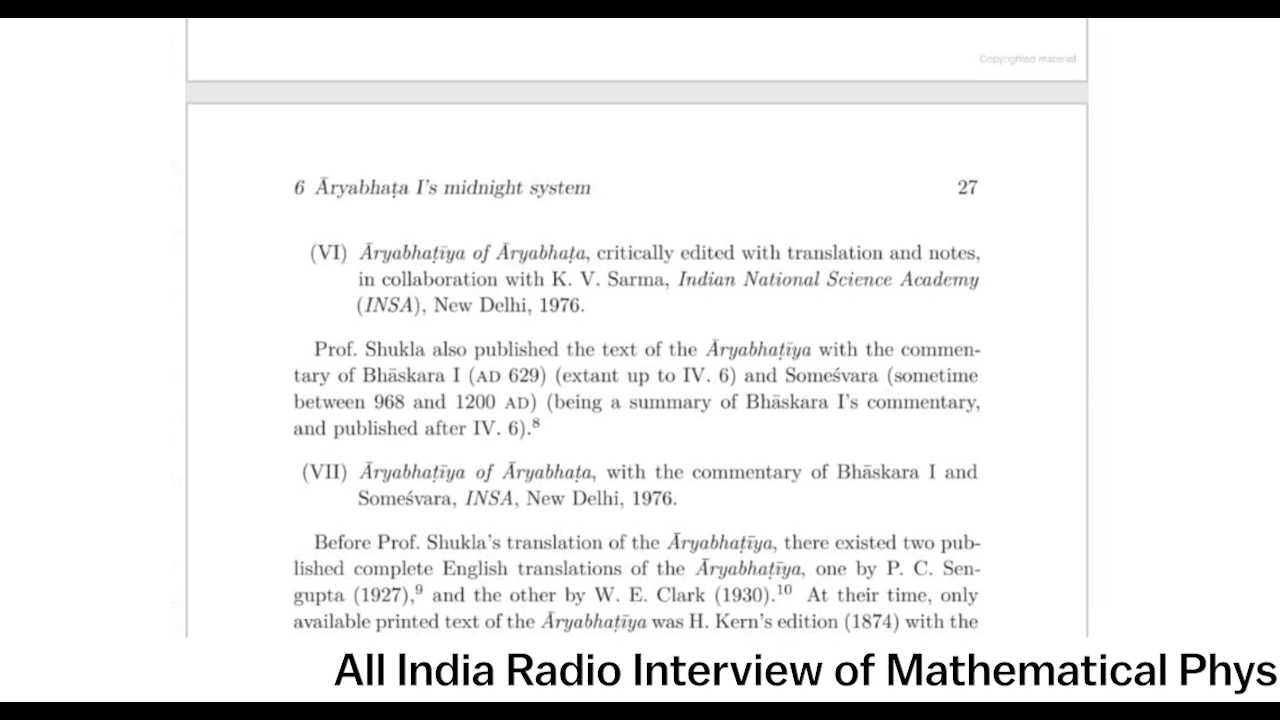 Copyrighted material
6 Āryabhaṭa I's midnight system 27
(VI) Āryabhaṭīya of Āryabhaṭa, critically edited with translation and notes,
in collaboration with K. V. Sarma, Indian National Science Academy
(INSA), New Delhi, 1976.
Prof. Shukla also published the text of the Āryabhaṭīya with the commen-
tary of Bhāskara I (AD 629) (extant up to IV. 6) and Someśvara (sometime
between 968 and 1200 AD) (being a summary of Bhāskara I's commentary,
and published after IV. 6).⁸
(VII) Āryabhaṭīya of Āryabhaṭa, with the commentary of Bhāskara I and
Someśvara, INSA, New Delhi, 1976.
Before Prof. Shukla's translation of the Āryabhaṭīya, there existed two pub-
lished complete English translations of the Āryabhaṭīya, one by P. C. Sen-
gupta (1927),⁹ and the other by W. E. Clark (1930).¹⁰ At their time, only
available printed text of the Āryabhaṭīya was H. Kern's edition (1874) with the
All India Radio Interview of Mathematical Phys